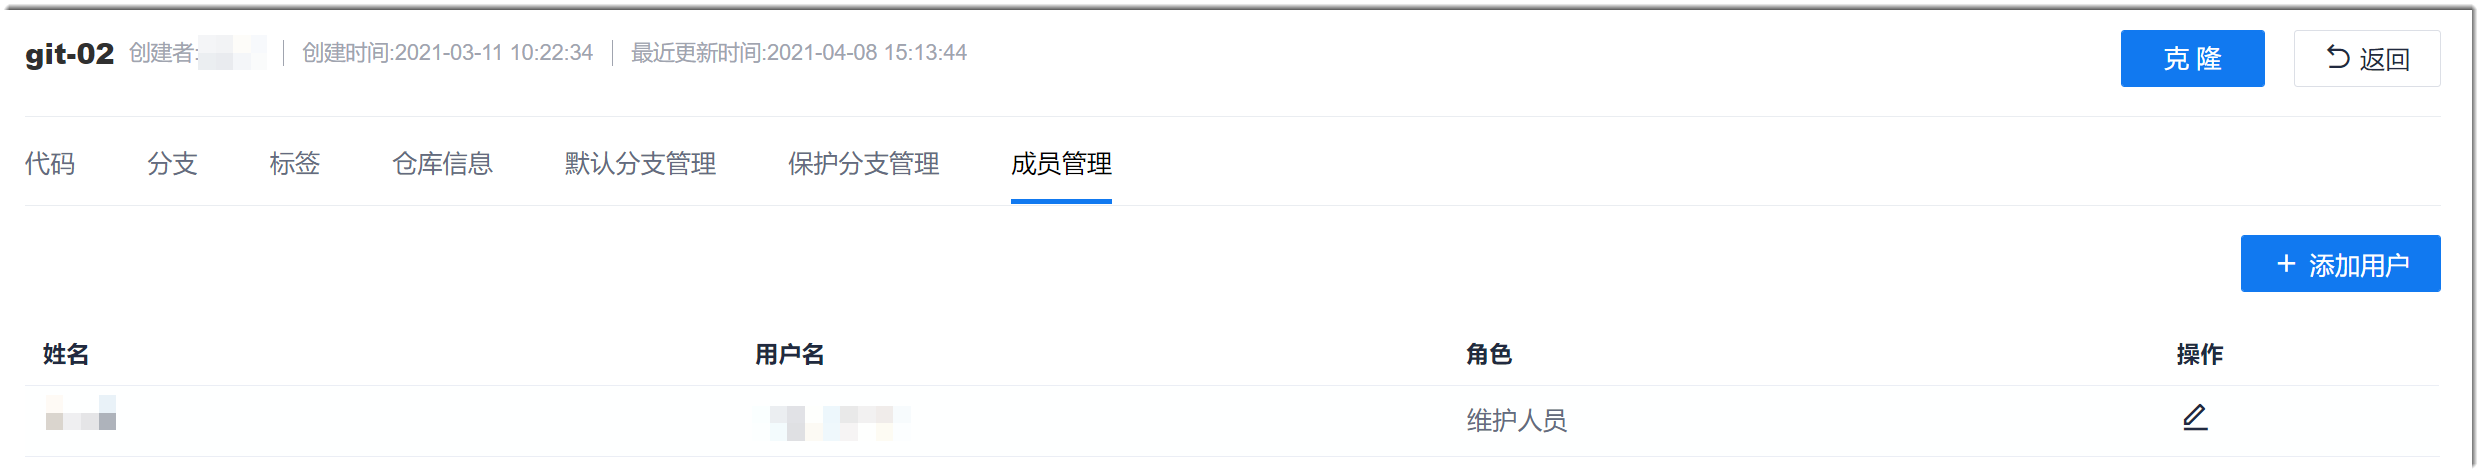 git-02 创建者: 创建时间:2021-03-11 10:22:34 最近更新时间:2021-04-08 15:13:44 克隆 返回
代码 分支 标签 仓库信息 默认分支管理 保护分支管理 成员管理
+ 添加用户
姓名 用户名 角色 操作
维护人员